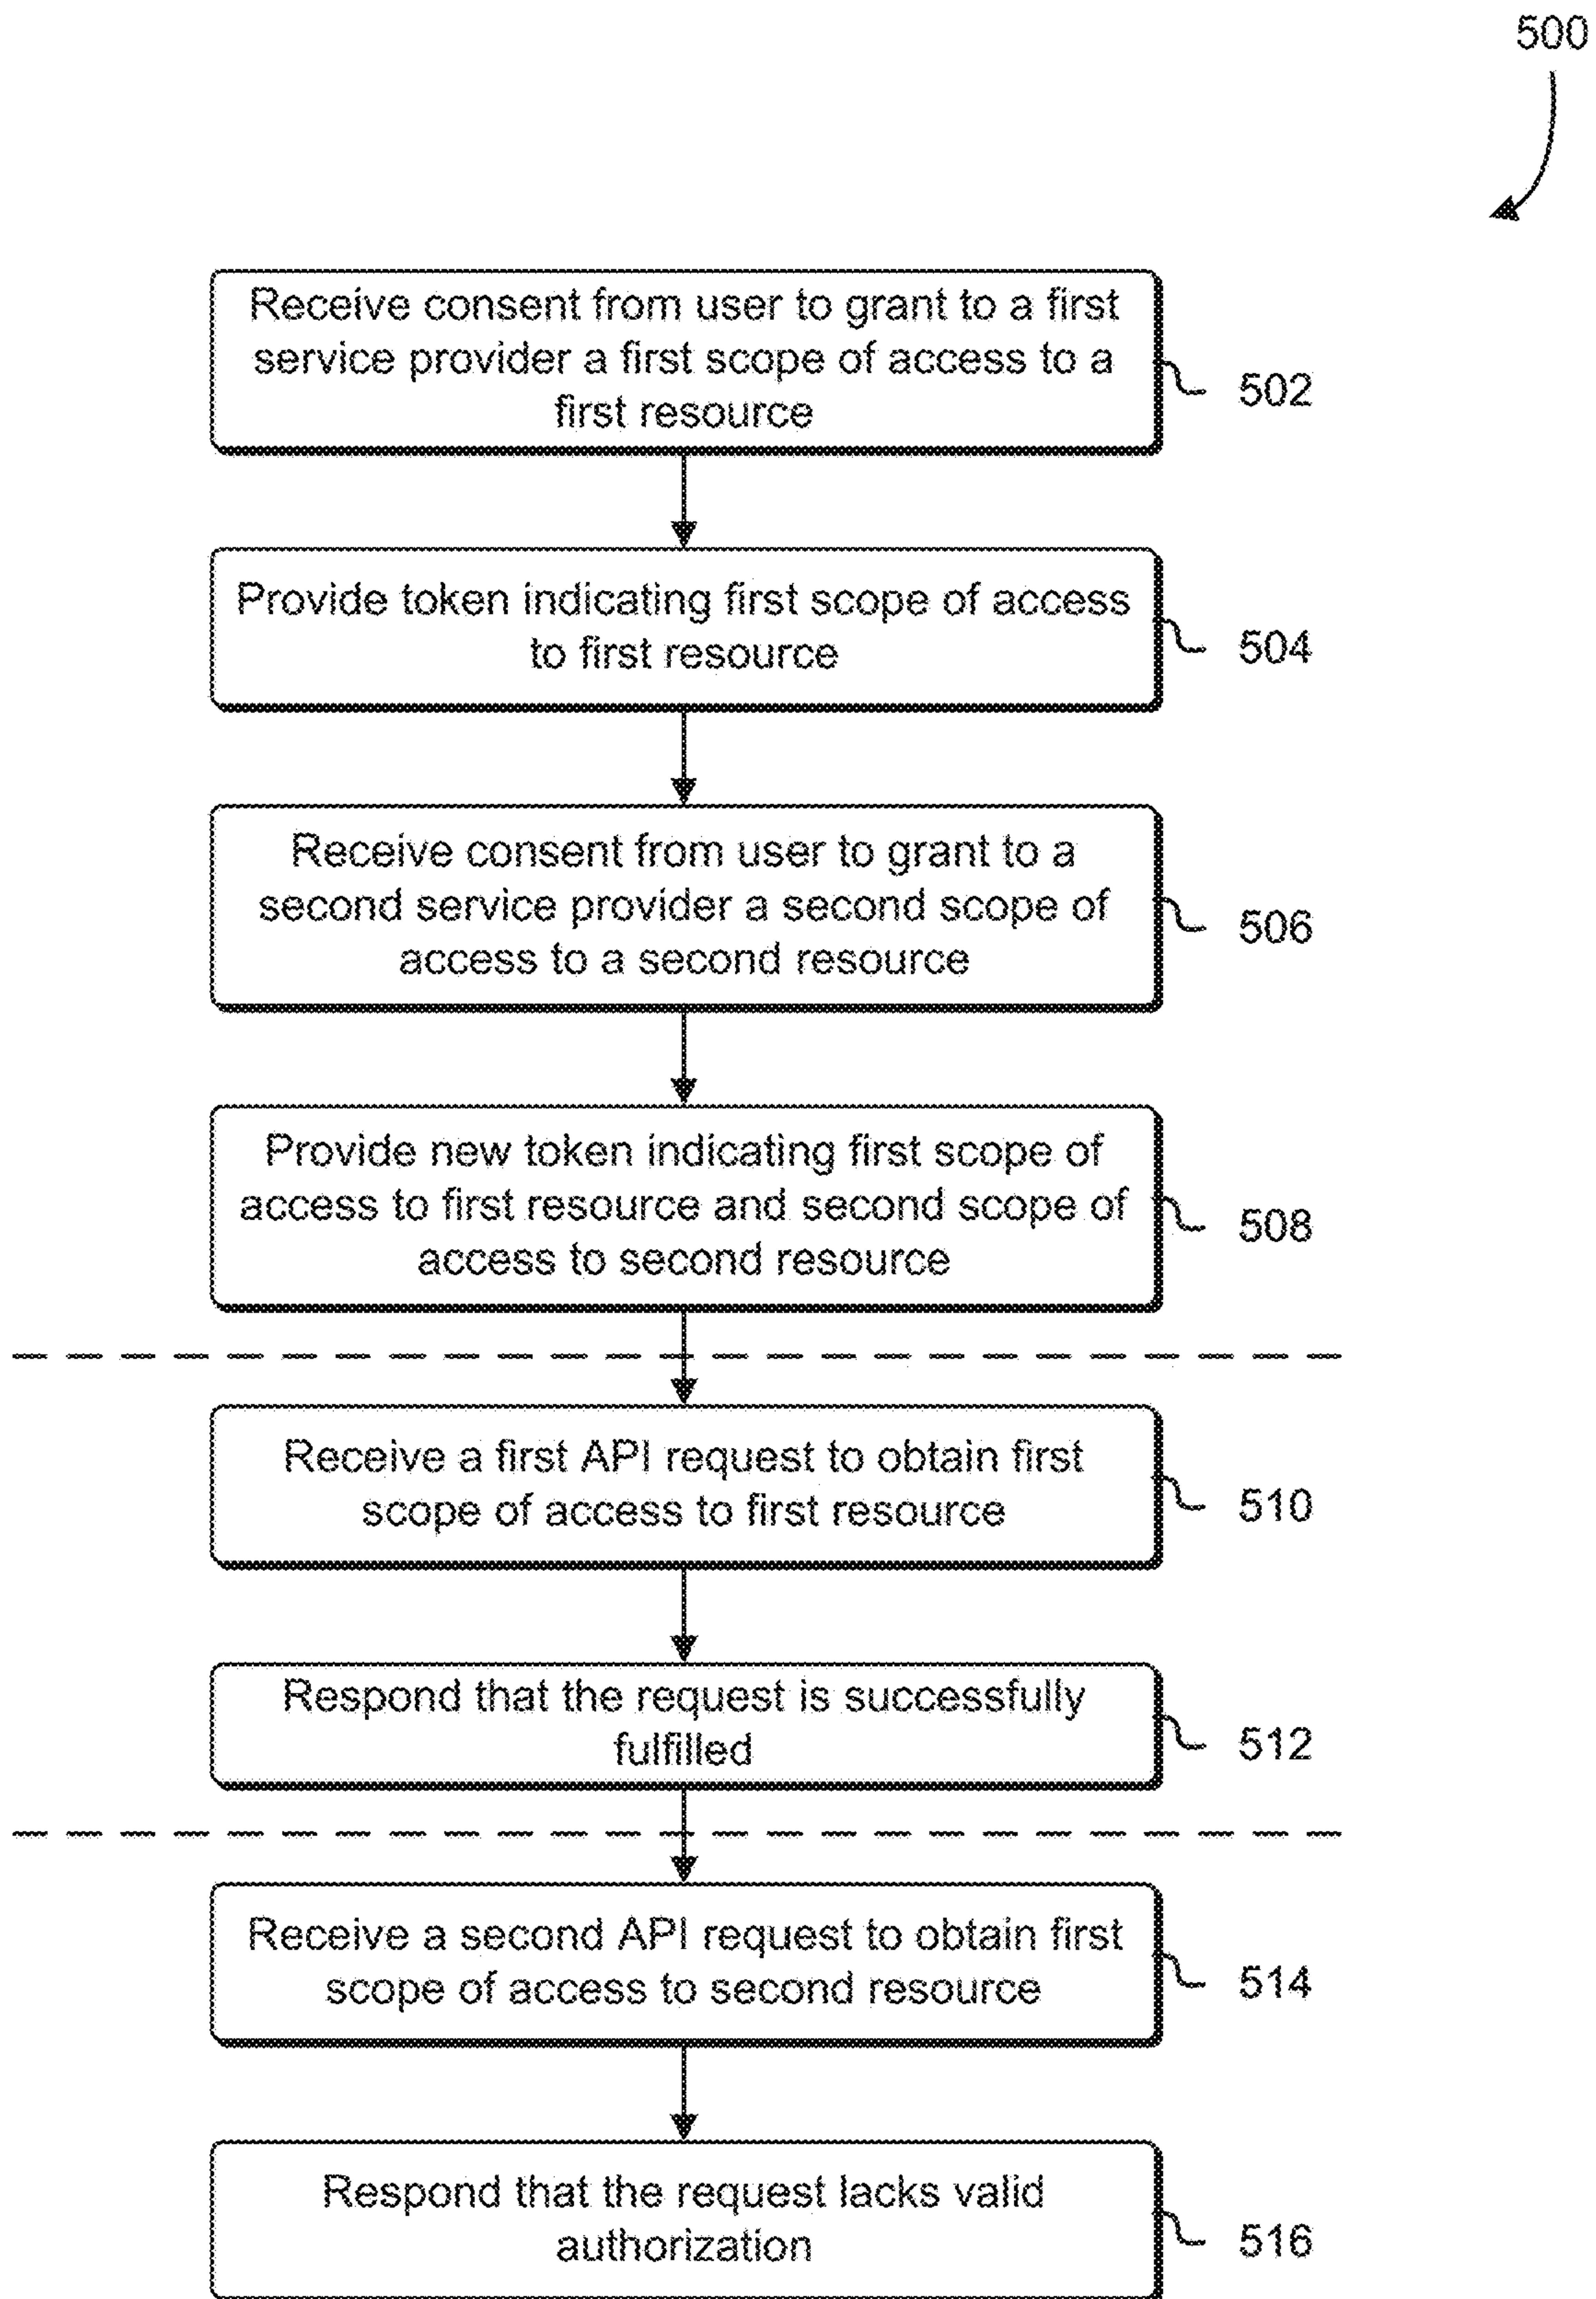 500
Receive consent from user to grant to a first
service provider a first scope of access to a
first resource
502
Provide token indicating first scope of access
to first resource
504
Receive consent from user to grant to a
second service provider a second scope of
access to a second resource
506
Provide new token indicating first scope of
access to first resource and second scope of
access to second resource
508
Receive a first API request to obtain first
scope of access to first resource
510
Respond that the request is successfully
fulfilled
512
Receive a second API request to obtain first
scope of access to second resource
514
Respond that the request lacks valid
authorization
516